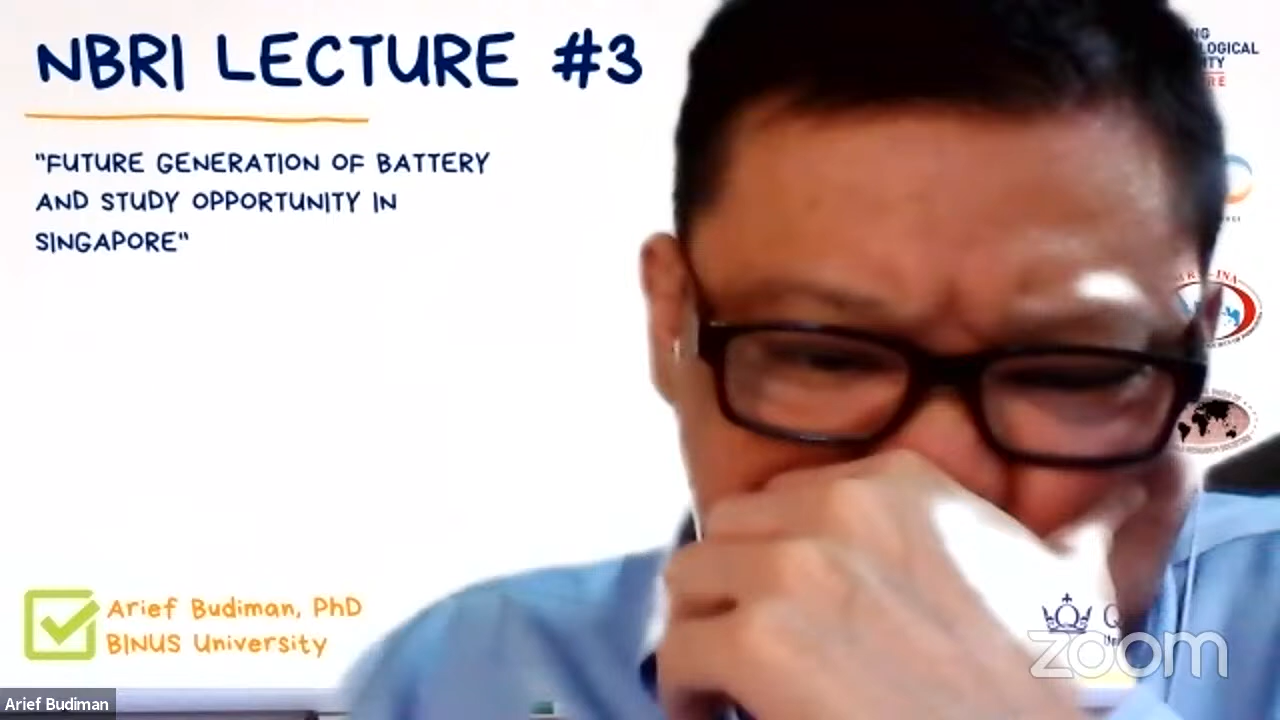 NBRI LECTURE #3
"FUTURE GENERATION OF BATTERY
AND STUDY OPPORTUNITY IN
SINGAPORE"
Arief Budiman, PhD
BINUS University
Arief Budiman
zoom